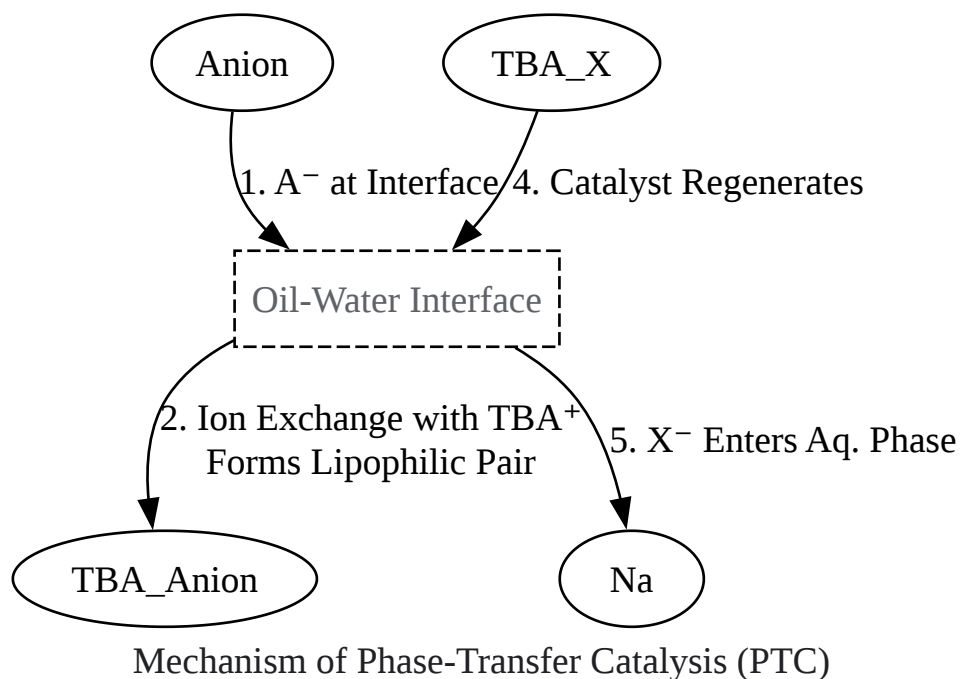 Anion
TBA_X
1. A⁻ at Interface
4. Catalyst Regenerates
Oil-Water Interface
2. Ion Exchange with TBA⁺
Forms Lipophilic Pair
5. X⁻ Enters Aq. Phase
TBA_Anion
Na
Mechanism of Phase-Transfer Catalysis (PTC)